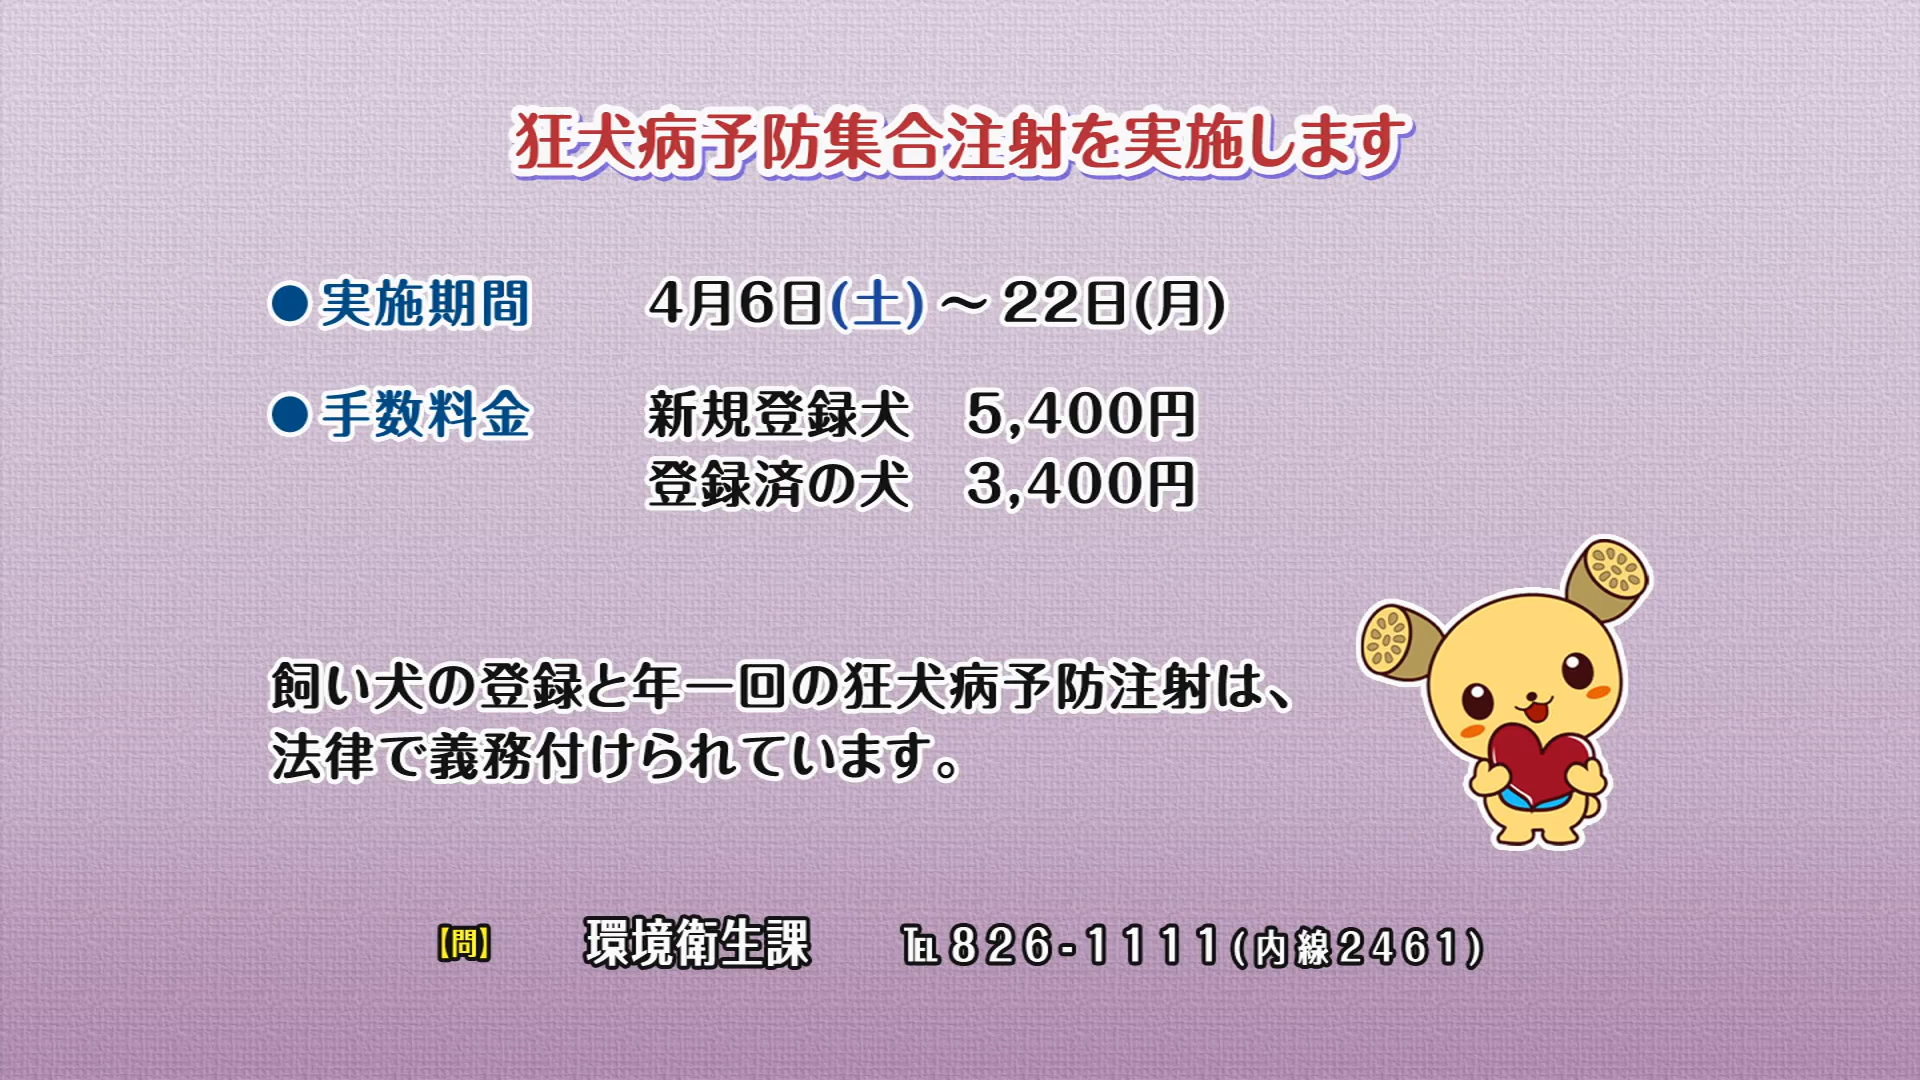 狂犬病予防集合注射を実施します
●実施期間　4月6日(土)～22日(月)
●手数料金　新規登録犬　5,400円
登録済の犬　3,400円
飼い犬の登録と年一回の狂犬病予防注射は、
法律で義務付けられています。
【問】　環境衛生課　℡826-1111(内線2461)